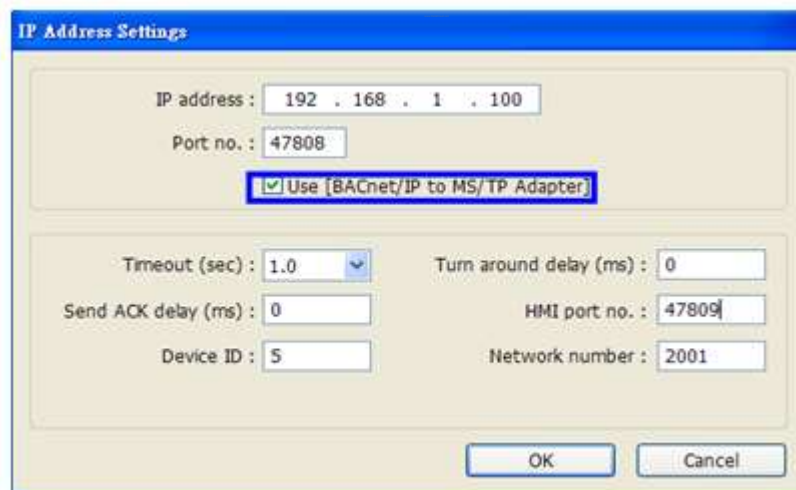 IP Address Settings
IP address : 192 . 168 . 1 . 100
Port no. : 47808
Use [BACnet/IP to MS/TP Adapter]
Timeout (sec) : 1.0 Turn around delay (ms) : 0
Send ACK delay (ms) : 0 HMI port no. : 47809
Device ID : 5 Network number : 2001
OK Cancel